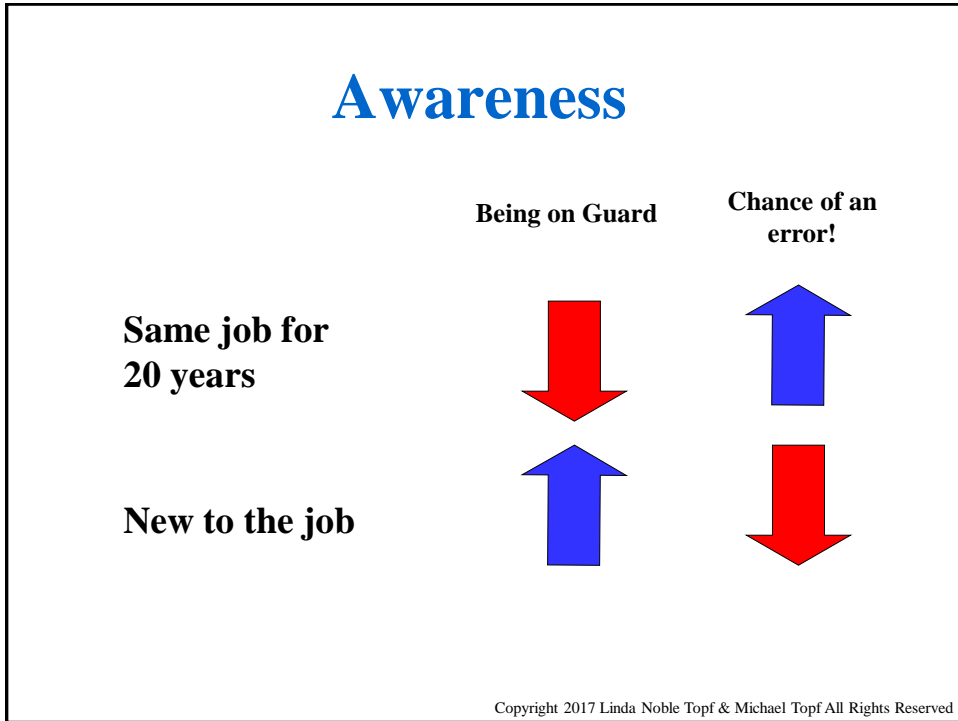 Awareness
Being on Guard
Chance of an
error!
Same job for
20 years
New to the job
Copyright 2017 Linda Noble Topf & Michael Topf All Rights Reserved